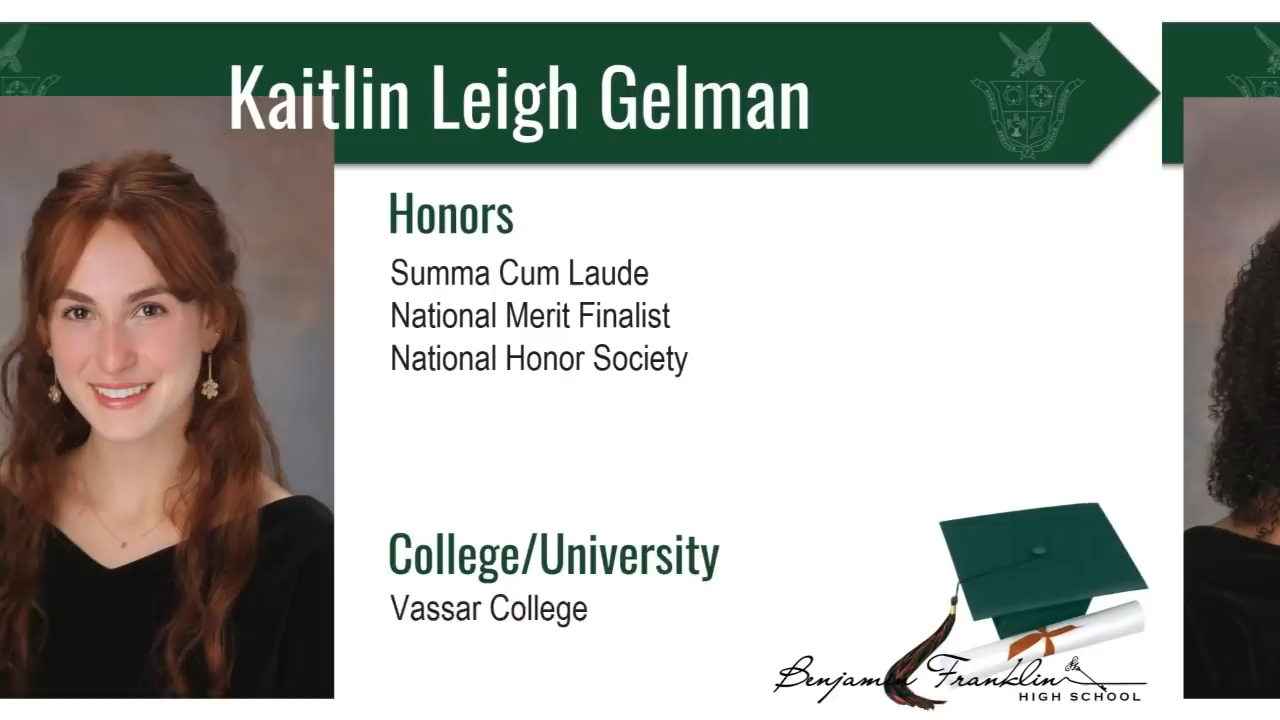 Kaitlin Leigh Gelman
Honors
Summa Cum Laude
National Merit Finalist
National Honor Society
College/University
Vassar College
Benjamin Franklin
HIGH SCHOOL